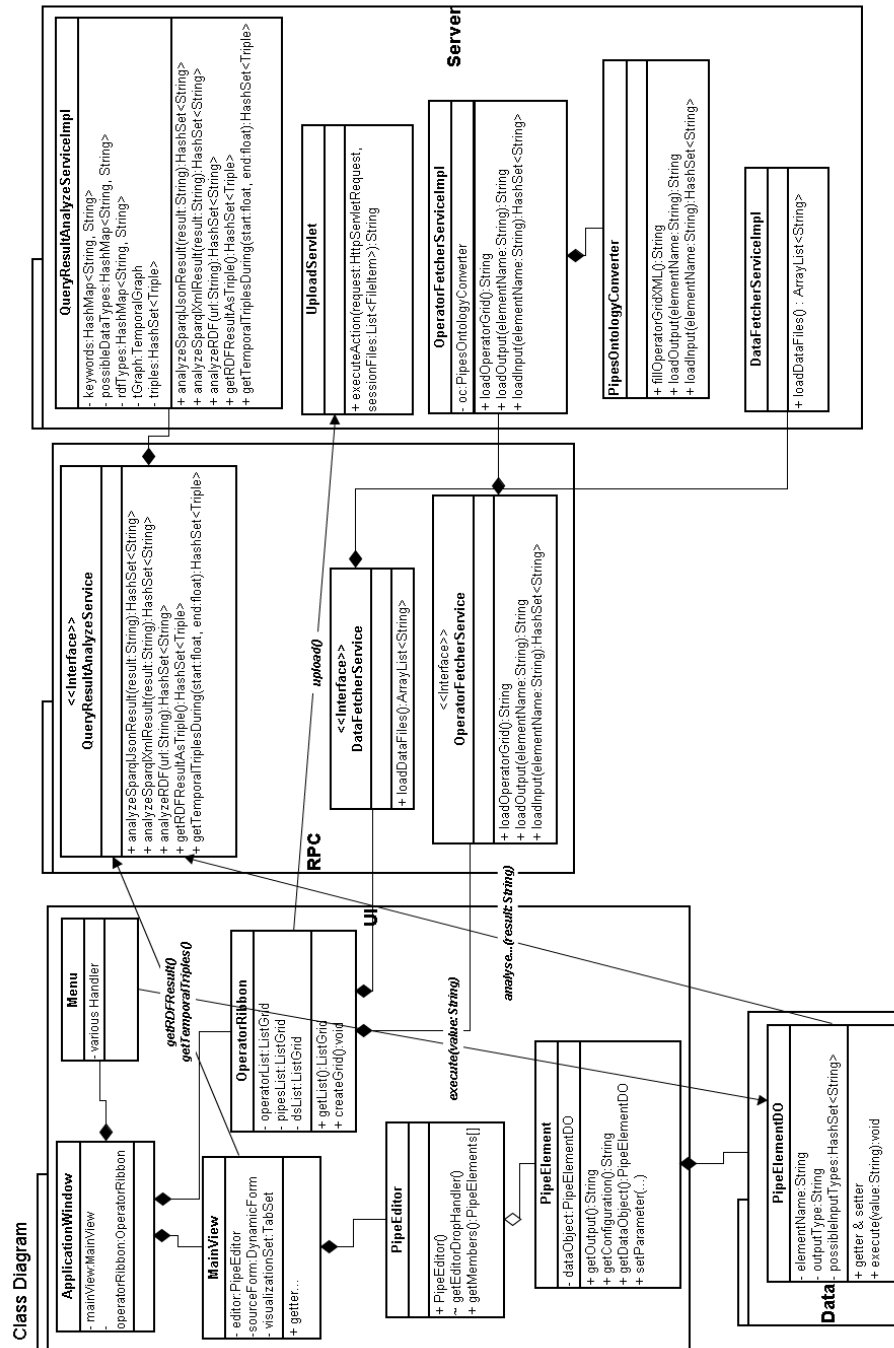 Class Diagram
ApplicationWindow
- mainView:MainView
-
operatorRibbon:OperatorRibbon
Menu
- various Handler
MainView
- editor:PipeEditor
-sourceForm:DynamicForm
- visualizationSet:TabSet
+ getter...
OperatorRibbon
- operatorList:ListGrid
- pipesList:ListGrid
- dsList:ListGrid
+ getList():ListGrid
+ createGrid():void
PipeEditor
+ PipeEditor()
~ getEditorDropHandler()
+ getMembers():PipeElements[]
PipeElement
- dataObject:PipeElementDO
+ getOutput():String
+ getConfiguration():String
+ getDataObject():PipeElementDO
+ setParameter(...)
UI
getRDFResult()
getTemporalTriples()
upload()
execute(value:String)
analyse...(result:String)
PipeElementDO
- elementName:String
- outputType:String
- possibleInputTypes:HashSet<String>
+ getter & setter
+ execute(value:String):void
Data
<<Interface>>
QueryResultAnalyzeService
+ analyzeSparqlJsonResult(result:String):HashSet<String>
+ analyzeSparqlXmlResult(result:String):HashSet<String>
+ analyzeRDF(url:String):HashSet<String>
+ getRDFResultAsTriple():HashSet<Triple>
+ getTemporalTriplesDuring(start:float, end:float):HashSet<Triple>
RPC
<<Interface>>
DataFetcherService
+ loadDataFiles():ArrayList<String>
<<Interface>>
OperatorFetcherService
+ loadOperatorGrid():String
+ loadOutput(elementName:String):String
+ loadInput(elementName:String):HashSet<String>
QueryResultAnalyzeServiceImpl
- keywords:HashMap<String, String>
- possibleDataTypes:HashMap<String, String>
- rdfTypes:HashMap<String, String>
- tGraph:TemporalGraph
- triples:HashSet<Triple>
+ analyzeSparqlJsonResult(result:String):HashSet<String>
+ analyzeSparqlXmlResult(result:String):HashSet<String>
+ analyzeRDF(url:String):HashSet<String>
+ getRDFResultAsTriple():HashSet<Triple>
+ getTemporalTriplesDuring(start:float, end:float):HashSet<Triple>
UploadServlet
+ executeAction(request:HttpServletRequest,
sessionFiles:List<FileItem>):String
OperatorFetcherServiceImpl
- oc:PipesOntologyConverter
+ loadOperatorGrid():String
+ loadOutput(elementName:String):String
+ loadInput(elementName:String):HashSet<String>
Server
PipesOntologyConverter
+ fillOperatorGridXML():String
+ loadOutput(elementName:String):String
+ loadInput(elementName:String):HashSet<String>
DataFetcherServiceImpl
+ loadDataFiles() : ArrayList<String>